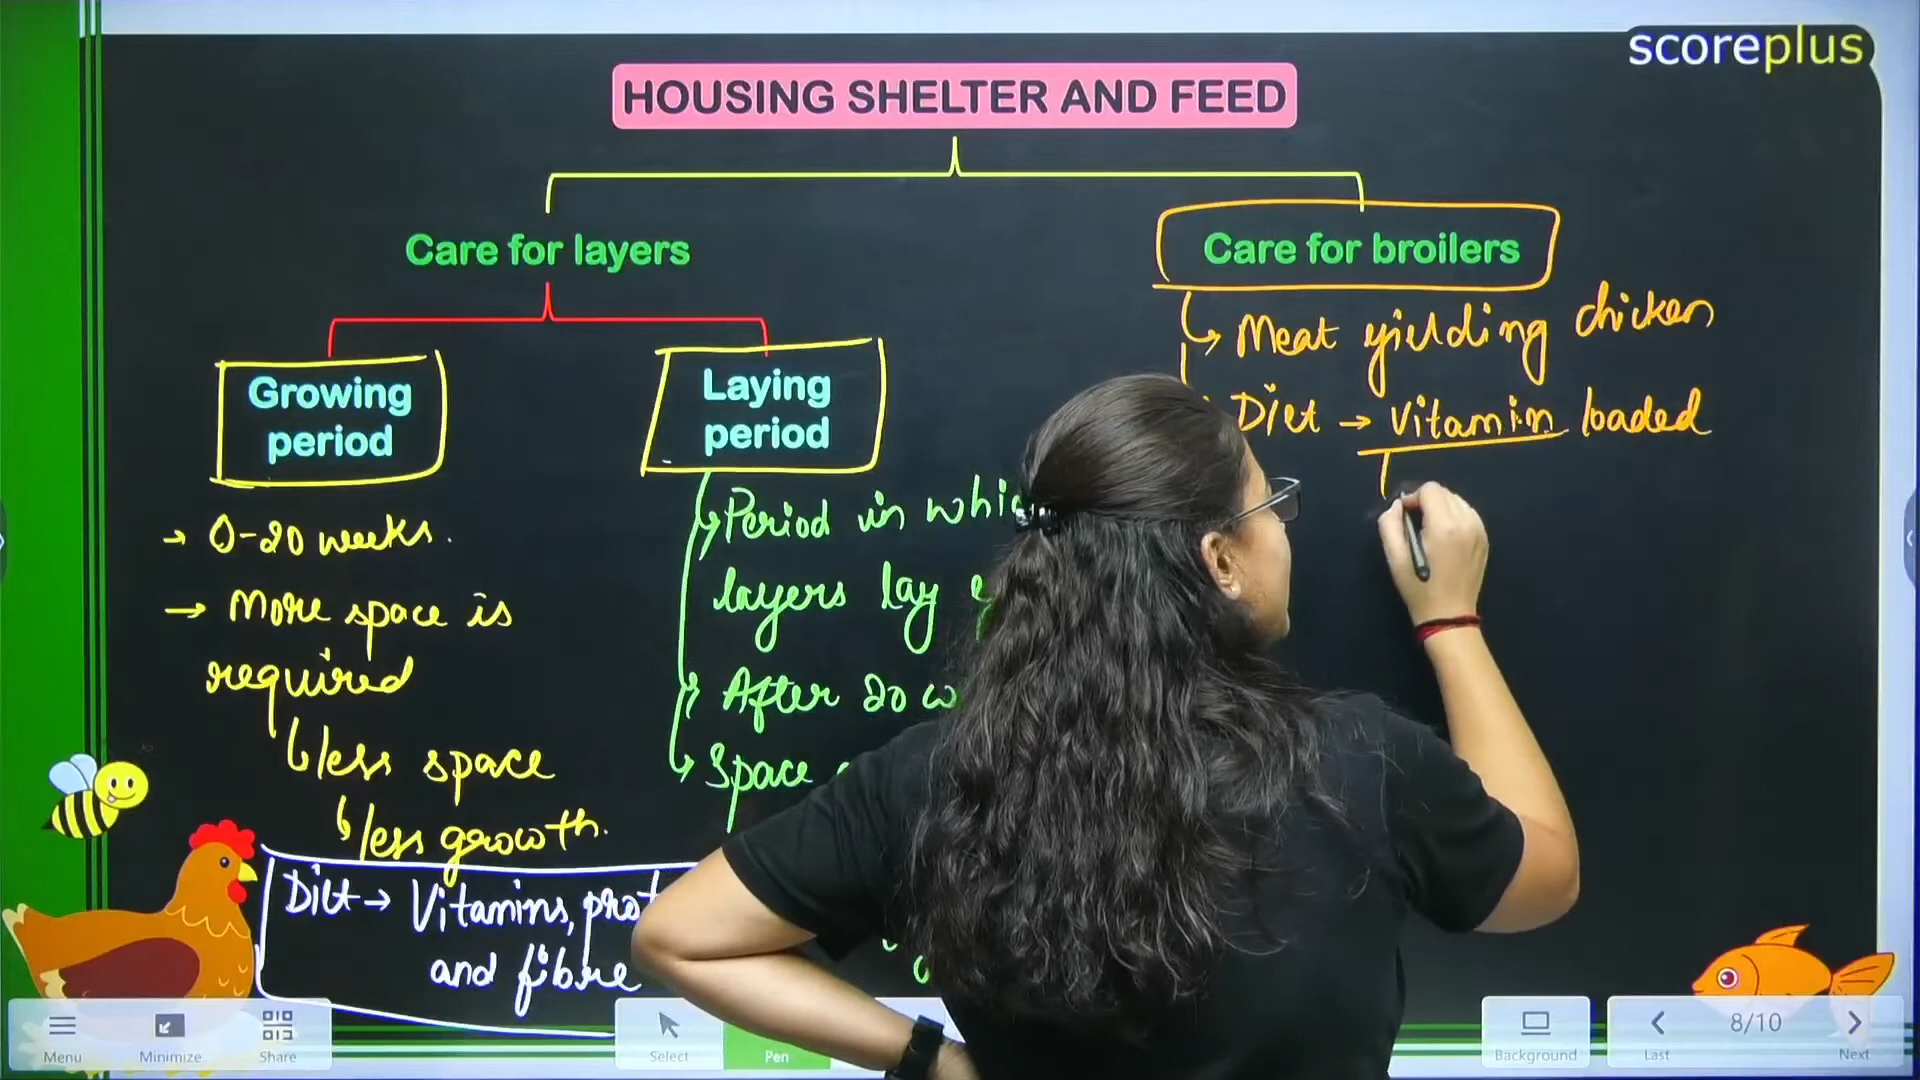 scoreplus
HOUSING SHELTER AND FEED
Care for layers
Care for broilers
Growing
period
→ 0-20 weeks.
→ More space is
required
↳ less space
↳ less growth.
Diet → Vitamins,
and fibre
Laying
period
↳ Period in
layers lay
After 20
↳ Space
↳ Meat yielding chicken
Diet → Vitamin loaded
Menu
Minimize
Share
Select
Pen
Background
Last
8/10
Next